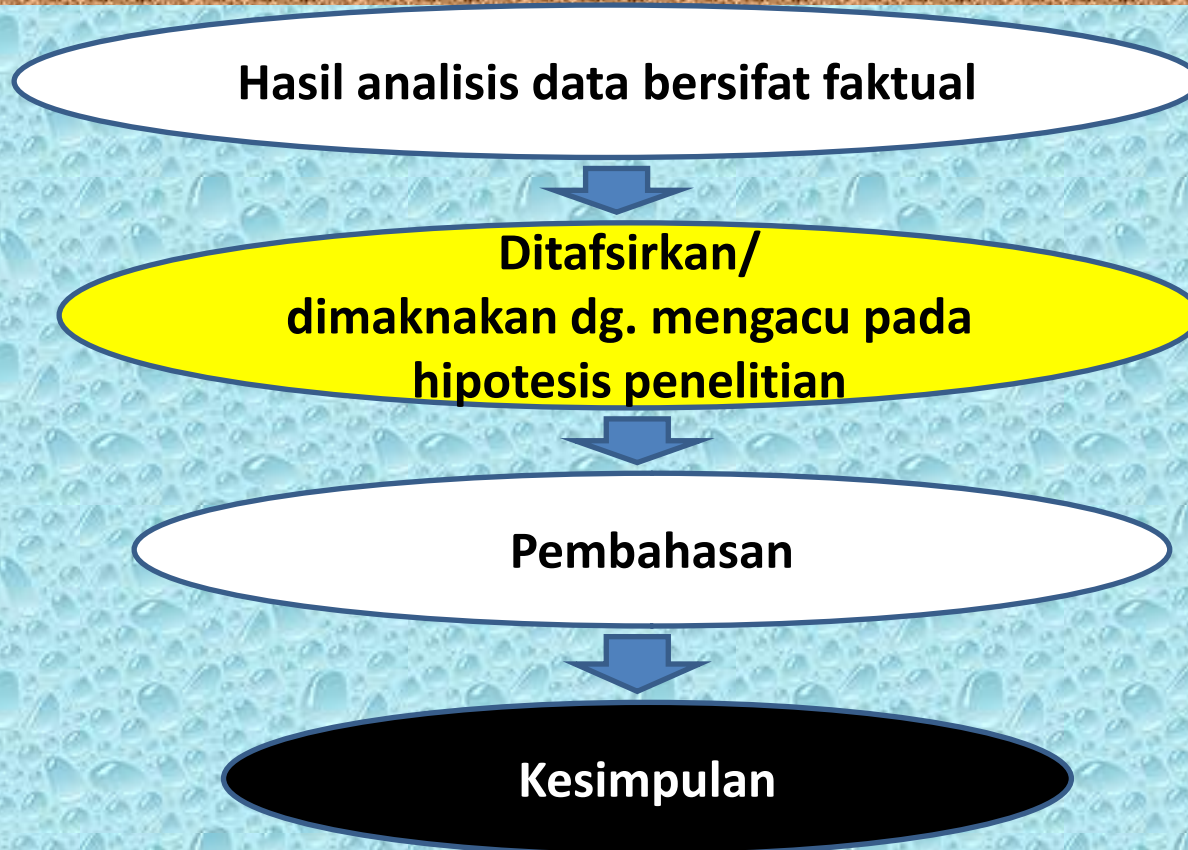 Hasil analisis data bersifat faktual
Ditafsirkan/
dimaknakan dg. mengacu pada
hipotesis penelitian
Pembahasan
Kesimpulan